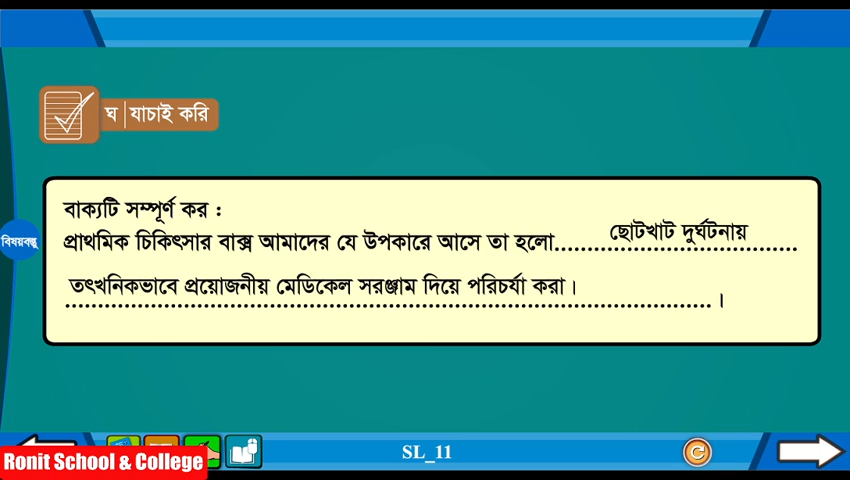 ঘ | যাচাই করি
বাক্যটি সম্পূর্ণ কর :
প্রাথমিক চিকিৎসার বাক্স আমাদের যে উপকারে আসে তা হলো..... ছোটখাট দুর্ঘটনায়
তৎখনিকভাবে প্রয়োজনীয় মেডিকেল সরঞ্জাম দিয়ে পরিচর্যা করা।
..... ।
বিষয়বস্তু
SL_11
Ronit School & College